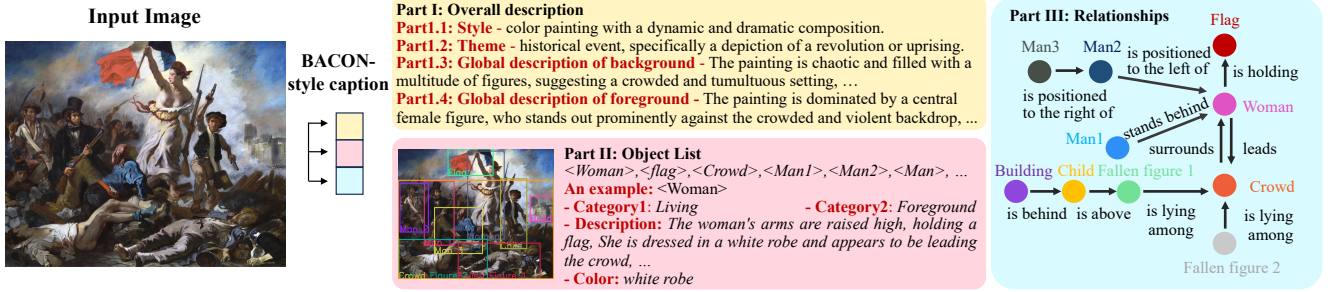 Input Image
BACON-
style caption
Part I: Overall description
Part1.1: Style - color painting with a dynamic and dramatic composition.
Part1.2: Theme - historical event, specifically a depiction of a revolution or uprising.
Part1.3: Global description of background - The painting is chaotic and filled with a
multitude of figures, suggesting a crowded and tumultuous setting, …
Part1.4: Global description of foreground - The painting is dominated by a central
female figure, who stands out prominently against the crowded and violent backdrop, ...
Part II: Object List
<Woman>,<flag>,<Crowd>,<Man1>,<Man2>,<Man>, …
An example: <Woman>
- Category1: Living - Category2: Foreground
- Description: The woman's arms are raised high, holding a
flag, She is dressed in a white robe and appears to be leading
the crowd, …
- Color: white robe
Flag
Child
Crowd
Part III: Relationships
Flag
Man3
Man2
is positioned
to the left of
is holding
is positioned
to the right of
Woman
Man1
stands behind
surrounds
leads
Building
Child
Fallen figure 1
Crowd
is behind
is above
is lying
among
is lying
among
Fallen figure 2